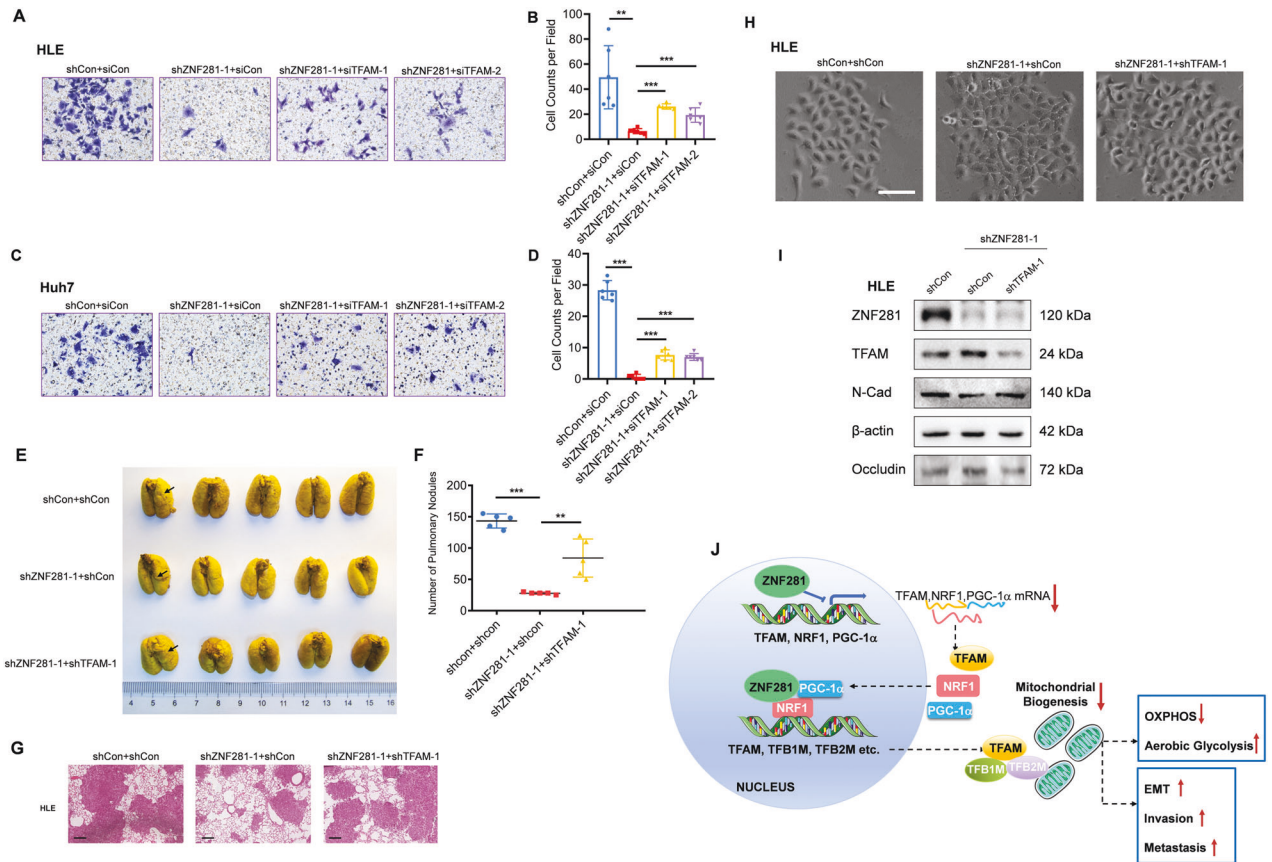 A
HLE
shCon+siCon
shZNF281-1+siCon
shZNF281-1+siTFAM-1
shZNF281+siTFAM-2
B
Cell Counts per Field
100
80
60
40
20
0
**
***
***
shCon+siCon
shZNF281-1+siCon
shZNF281-1+siTFAM-1
shZNF281-1+siTFAM-2
C
Huh7
shCon+siCon
shZNF281-1+siCon
shZNF281-1+siTFAM-1
shZNF281-1+siTFAM-2
D
Cell Counts per Field
40
30
20
10
0
***
***
***
shCon+siCon
shZNF281-1+siCon
shZNF281-1+siTFAM-1
shZNF281-1+siTFAM-2
E
shCon+shCon
shZNF281-1+shCon
shZNF281-1+shTFAM-1
4 5 6 7 8 9 10 11 12 13 14 15 16
F
Number of Pulmonary Nodules
200
150
100
50
0
***
**
shcon+shcon
shZNF281-1+shcon
shZNF281-1+shTFAM-1
G
HLE
shCon+shCon
shZNF281-1+shCon
shZNF281-1+shTFAM-1
H
HLE
shCon+shCon
shZNF281-1+shCon
shZNF281-1+shTFAM-1
I
shZNF281-1
HLE
shCon
shCon
shTFAM-1
ZNF281
120 kDa
TFAM
24 kDa
N-Cad
140 kDa
β-actin
42 kDa
Occludin
72 kDa
J
ZNF281
TFAM, NRF1, PGC-1α
TFAM,NRF1,PGC-1α mRNA
TFAM
NRF1
PGC-1α
ZNF281
PGC-1α
NRF1
TFAM, TFB1M, TFB2M etc.
NUCLEUS
Mitochondrial
Biogenesis
TFAM
TFB1M
TFB2M
OXPHOS
Aerobic Glycolysis
EMT
Invasion
Metastasis